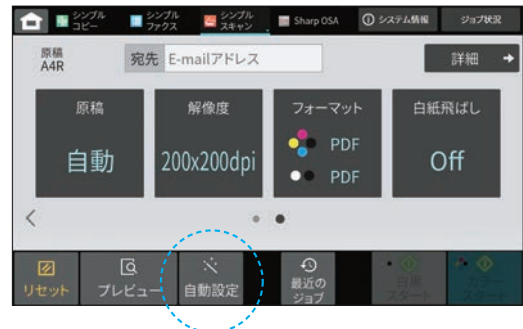 シンプル
コピー
シンプル
ファクス
シンプル
スキャン
Sharp OSA
システム情報
ジョブ状況
原稿
A4R
宛先
E-mailアドレス
詳細
原稿
自動
解像度
200x200dpi
フォーマット
PDF
PDF
白紙飛ばし
Off
リセット
プレビュー
自動設定
最近の
ジョブ
白黒
スタート
カラー
スタート